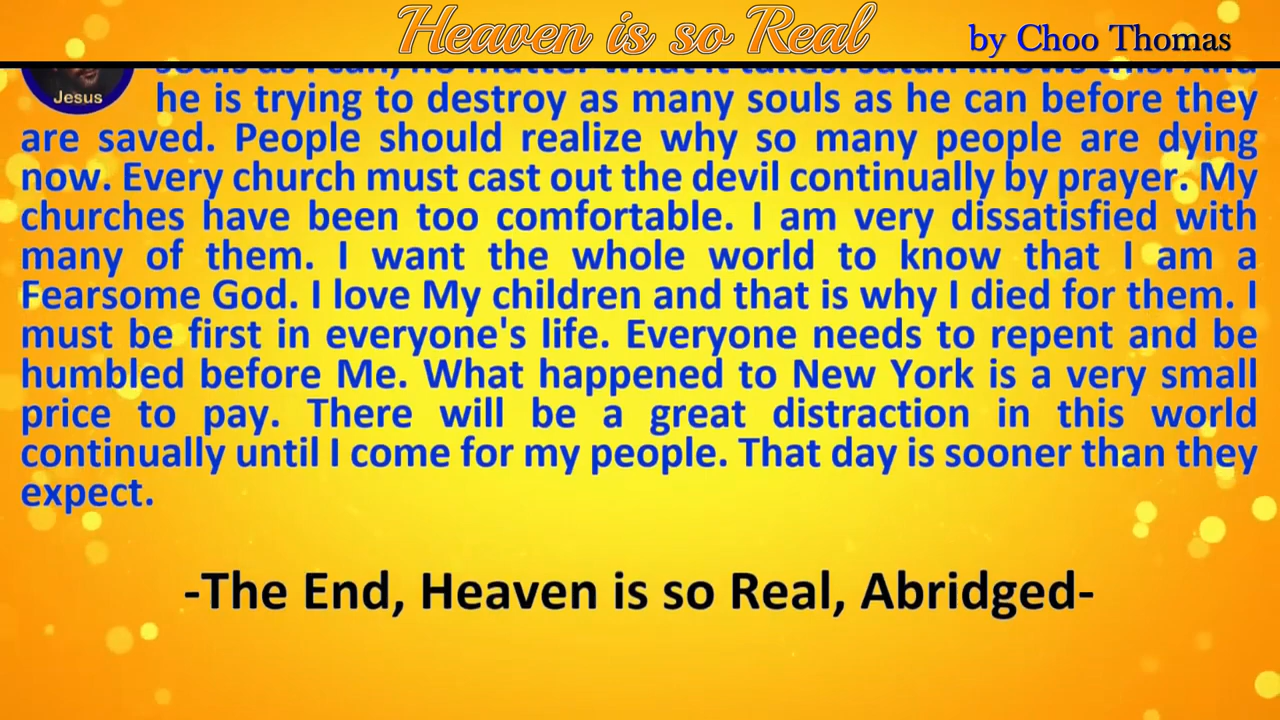 Heaven is so Real
by Choo Thomas
Jesus
he is trying to destroy as many souls as he can before they
are saved. People should realize why so many people are dying
now. Every church must cast out the devil continually by prayer. My
churches have been too comfortable. I am very dissatisfied with
many of them. I want the whole world to know that I am a
Fearsome God. I love My children and that is why I died for them. I
must be first in everyone's life. Everyone needs to repent and be
humbled before Me. What happened to New York is a very small
price to pay. There will be a great distraction in this world
continually until I come for my people. That day is sooner than they
expect.
-The End, Heaven is so Real, Abridged-